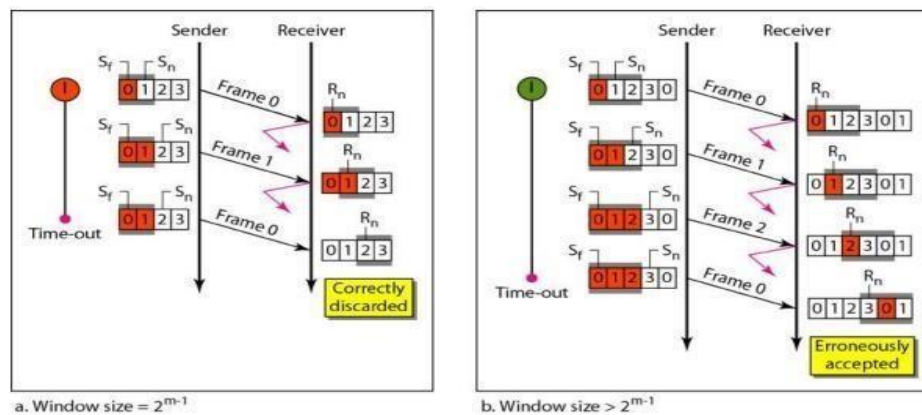 Sender Receiver
Sf Sn
0 1 2 3
Frame 0
Rn
0 1 2 3
Sf Sn
0 1 2 3
Frame 1
Rn
0 1 2 3
Sf Sn
0 1 2 3
Frame 0
Rn
0 1 2 3
Time-out
Correctly
discarded
a. Window size = 2^m-1
Sender Receiver
Sf Sn
0 1 2 3 0
Frame 0
Rn
0 1 2 3 0 1
Sf Sn
0 1 2 3 0
Frame 1
Rn
0 1 2 3 0 1
Sf Sn
0 1 2 3 0
Frame 2
Rn
0 1 2 3 0 1
Sf Sn
0 1 2 3 0
Frame 0
Rn
0 1 2 3 0 1
Time-out
Erroneously
accepted
b. Window size > 2^m-1